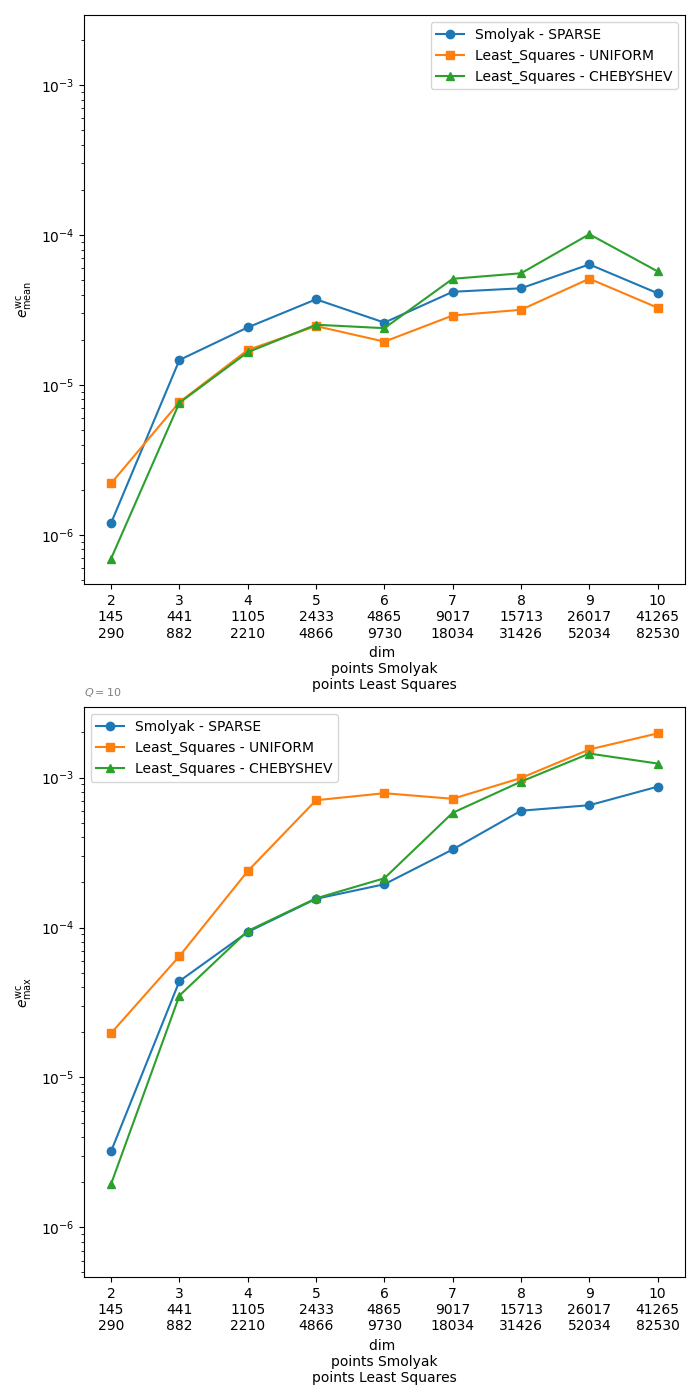 Smolyak - SPARSE
Least_Squares - UNIFORM
Least_Squares - CHEBYSHEV
10⁻³
10⁻⁴
10⁻⁵
10⁻⁶
e^wc_mean
2 3 4 5 6 7 8 9 10
145 441 1105 2433 4865 9017 15713 26017 41265
290 882 2210 4866 9730 18034 31426 52034 82530
dim
points Smolyak
points Least Squares
Q = 10
Smolyak - SPARSE
Least_Squares - UNIFORM
Least_Squares - CHEBYSHEV
10⁻³
10⁻⁴
10⁻⁵
10⁻⁶
e^wc_max
2 3 4 5 6 7 8 9 10
145 441 1105 2433 4865 9017 15713 26017 41265
290 882 2210 4866 9730 18034 31426 52034 82530
dim
points Smolyak
points Least Squares